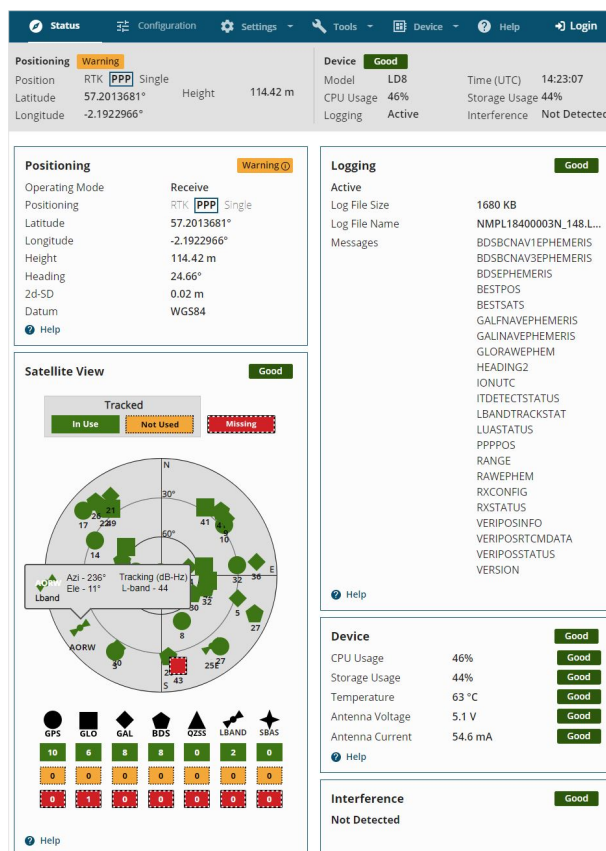 Status Configuration Settings Tools Device Help Login
Positioning Warning
Position RTK PPP Single
Latitude 57.2013681° Height 114.42 m
Longitude -2.1922966°
Device Good
Model LD8 Time (UTC) 14:23:07
CPU Usage 46% Storage Usage 44%
Logging Active Interference Not Detected
Positioning Warning
Operating Mode Receive
Positioning RTK PPP Single
Latitude 57.2013681°
Longitude -2.1922966°
Height 114.42 m
Heading 24.66°
2d-SD 0.02 m
Datum WGS84
Help
Satellite View Good
Tracked
In Use Not Used Missing
N
30°
60°
E
S
17
14
41
10
32 36
5
27
30 32
8
43
AORW
Azi - 236° Tracking (dB-Hz)
Ele - 11° L-band - 44
Lband
GPS GLO GAL BDS QZSS LBAND SBAS
10 6 8 8 0 2 0
0 0 0 0 0 0 0
0 1 0 0 0 0 0
Help
Logging Good
Active
Log File Size 1680 KB
Log File Name NMPL18400003N_148.L...
Messages BDSBCNAV1EPHEMERIS
BDSBCNAV3EPHEMERIS
BDSEPHEMERIS
BESTPOS
BESTSATS
GALFNAVEPHEMERIS
GALINAVEPHEMERIS
GLORAWEPHEM
HEADING2
IONUTC
ITDETECTSTATUS
LBANDTRACKSTAT
LUASTATUS
PPPPOS
RANGE
RAWEPHEM
RXCONFIG
RXSTATUS
VERIPOSINFO
VERIPOSRTCMDATA
VERIPOSSTATUS
VERSION
Help
Device Good
CPU Usage 46% Good
Storage Usage 44% Good
Temperature 63 °C Good
Antenna Voltage 5.1 V Good
Antenna Current 54.6 mA Good
Help
Interference Good
Not Detected